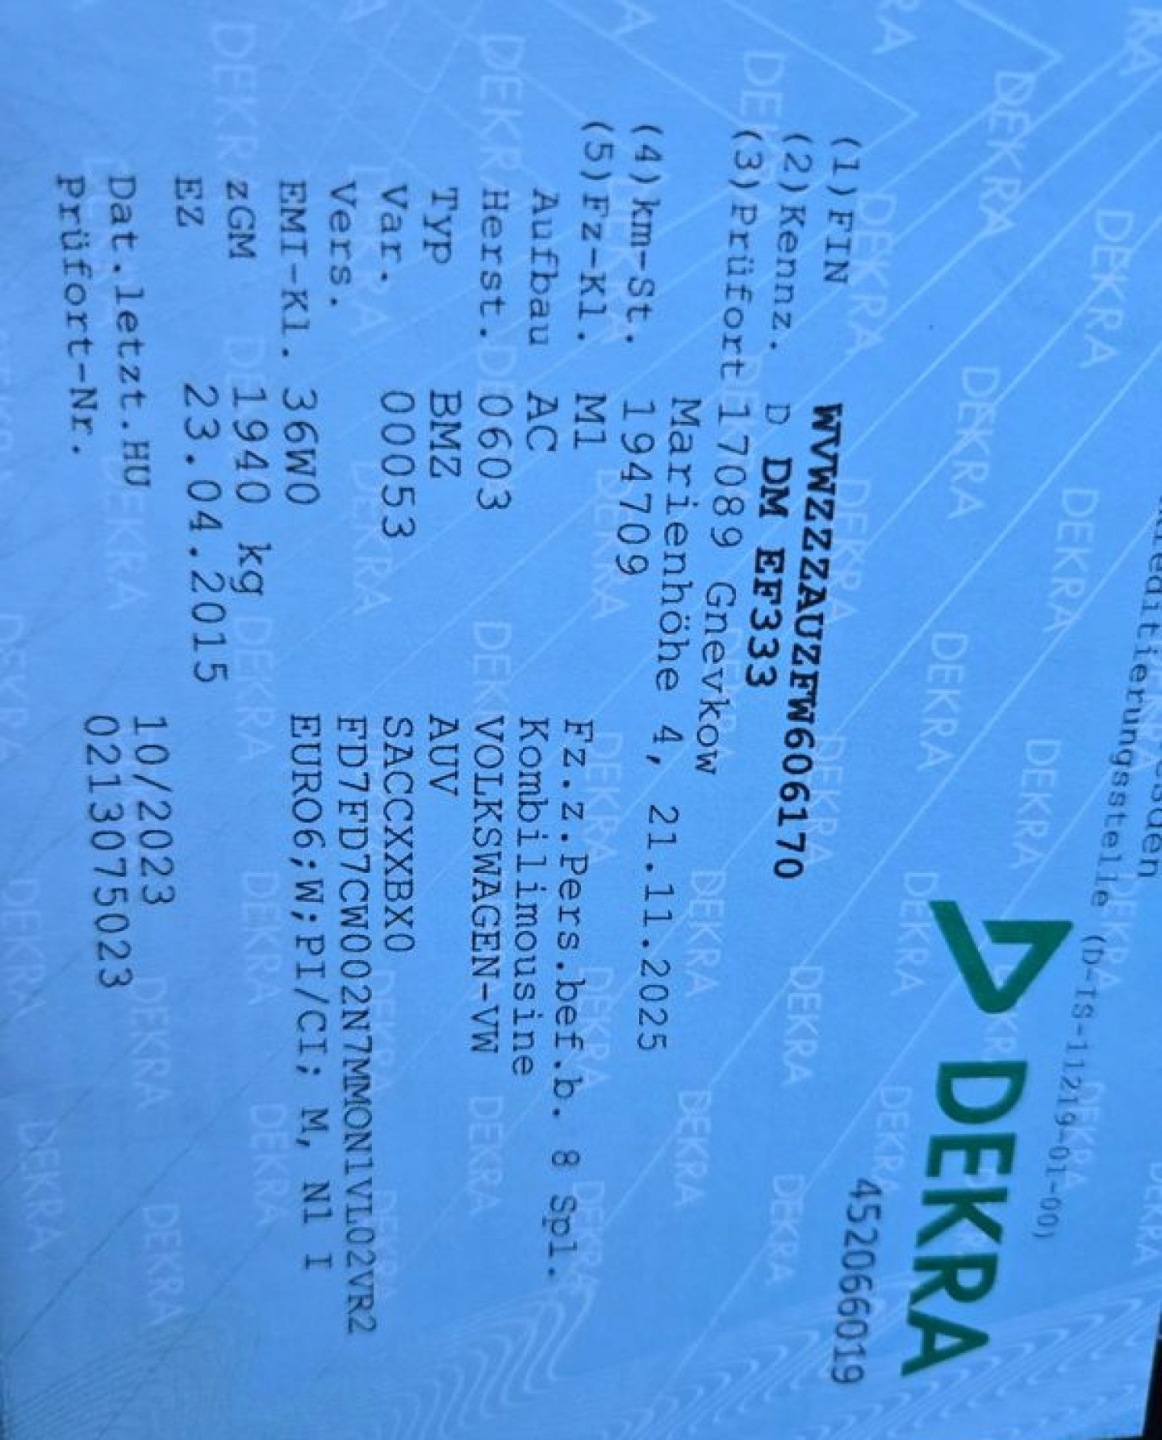 akkreditierungsstelle (D-IS-11219-01-00)
DEKRA
4520660019
(1)FIN WVWZZZAUZFW606170
(2)Kennz. D DM EF333
(3)Prüfort 17089 Gnevkow
Marienhöhe 4, 21.11.2025
(4)km-St. 194709
(5)Fz-Kl. M1 Fz.z.Pers.bef.b. 8 Spl.
Aufbau AC Kombilimousine
Herst. 0603 VOLKSWAGEN-VW
Typ BMZ AUV
Var. 00053 SACCXXBX0
Vers. FD7FD7CW002N7MMON1VL02VR2
EMI-Kl. 36W0 EURO6;W;PI/CI; M, N1 I
zGM 1940 kg
EZ 23.04.2015
Dat.letzt.HU 10/2023
Prüfort-Nr. 0213075023